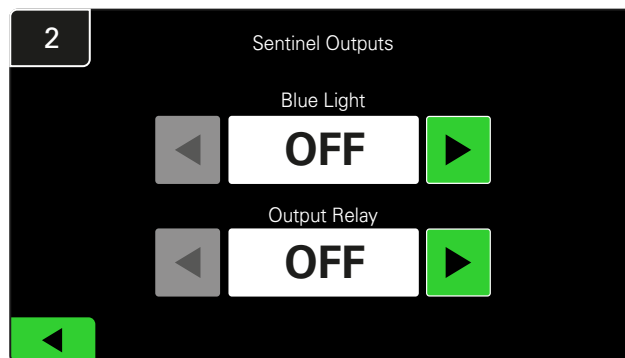 2
Sentinel Outputs
Blue Light
OFF
Output Relay
OFF